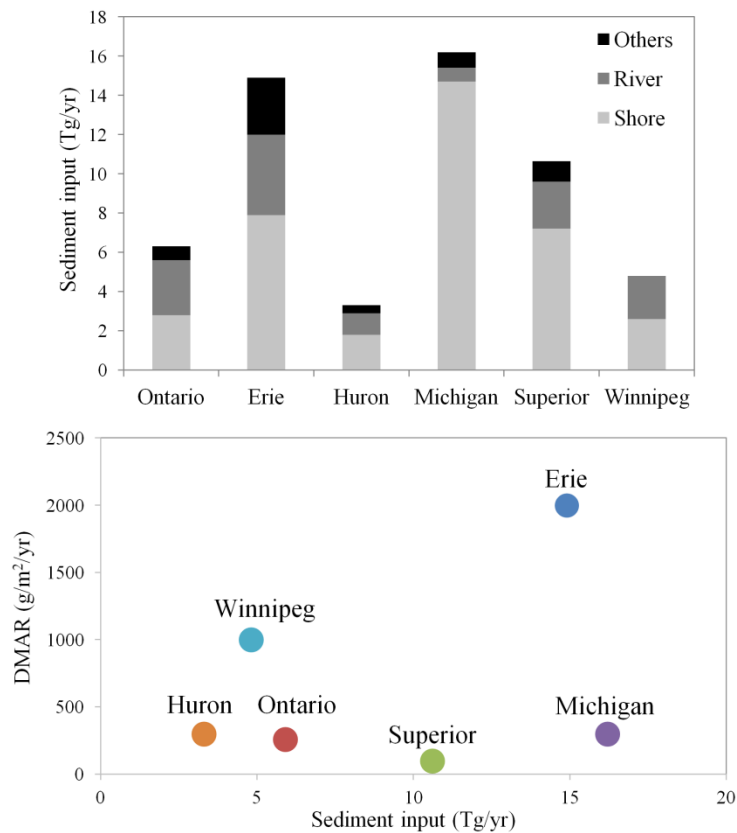 18
16
14
12
10
8
6
4
2
0
Sediment input (Tg/yr)
Others
River
Shore
Ontario Erie Huron Michigan Superior Winnipeg
2500
2000
1500
1000
500
0
DMAR (g/m²/yr)
Erie
Winnipeg
Huron Ontario Michigan
Superior
0 5 10 15 20
Sediment input (Tg/yr)